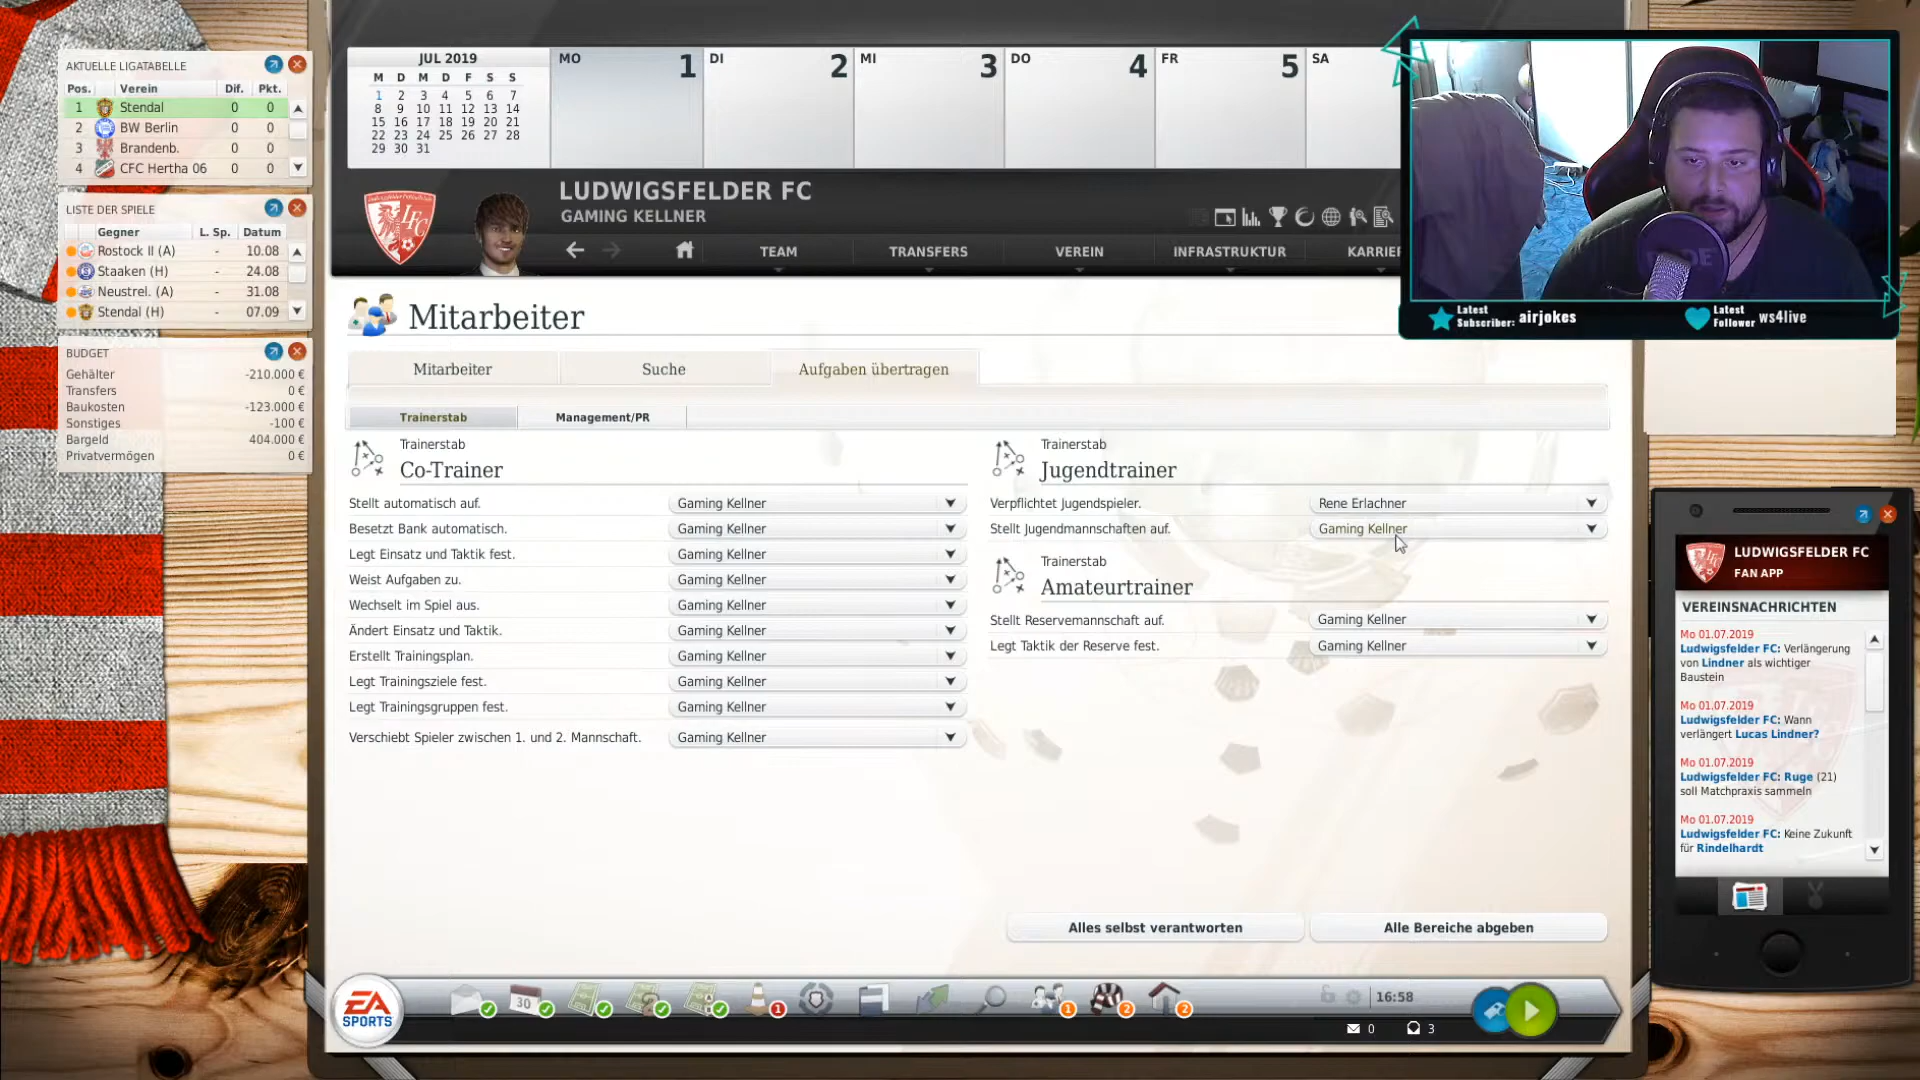 AKTUELLE LIGATABELLE
Pos. Verein Dif. Pkt.
1 Stendal 0 0
2 BW Berlin 0 0
3 Brandenb. 0 0
4 CFC Hertha 06 0 0
LISTE DER SPIELE
Gegner L. Sp. Datum
Rostock II (A) - 10.08
Staaken (H) - 24.08
Neustrel. (A) - 31.08
Stendal (H) - 07.09
BUDGET
Gehälter -210.000 €
Transfers 0 €
Baukosten -123.000 €
Sonstiges -100 €
Bargeld 404.000 €
Privatvermögen 0 €
JUL 2019
M D M D F S S
1 2 3 4 5 6 7
8 9 10 11 12 13 14
15 16 17 18 19 20 21
22 23 24 25 26 27 28
29 30 31
MO 1 DI 2 MI 3 DO 4 FR 5 SA
LFC
LUDWIGSFELDER FC
GAMING KELLNER
TEAM TRANSFERS VEREIN INFRASTRUKTUR KARRIER
Latest Subscriber: airjokes
Latest Follower ws4live
Mitarbeiter
Mitarbeiter Suche Aufgaben übertragen
Trainerstab Management/PR
Trainerstab
Co-Trainer
Stellt automatisch auf. Gaming Kellner
Besetzt Bank automatisch. Gaming Kellner
Legt Einsatz und Taktik fest. Gaming Kellner
Weist Aufgaben zu. Gaming Kellner
Wechselt im Spiel aus. Gaming Kellner
Ändert Einsatz und Taktik. Gaming Kellner
Erstellt Trainingsplan. Gaming Kellner
Legt Trainingsziele fest. Gaming Kellner
Legt Trainingsgruppen fest. Gaming Kellner
Verschiebt Spieler zwischen 1. und 2. Mannschaft. Gaming Kellner
Trainerstab
Jugendtrainer
Verpflichtet Jugendspieler. Rene Erlachner
Stellt Jugendmannschaften auf. Gaming Kellner
Trainerstab
Amateurtrainer
Stellt Reservemannschaft auf. Gaming Kellner
Legt Taktik der Reserve fest. Gaming Kellner
Alles selbst verantworten Alle Bereiche abgeben
LUDWIGSFELDER FC
FAN APP
VEREINSNACHRICHTEN
Mo 01.07.2019
Ludwigsfelder FC: Verlängerung
von Lindner als wichtiger
Baustein
Mo 01.07.2019
Ludwigsfelder FC: Wann
verlängert Lucas Lindner?
Mo 01.07.2019
Ludwigsfelder FC: Ruge (21)
soll Matchpraxis sammeln
Mo 01.07.2019
Ludwigsfelder FC: Keine Zukunft
für Rindelhardt
EA
SPORTS
30 1 1 2 2
16:58
0 3